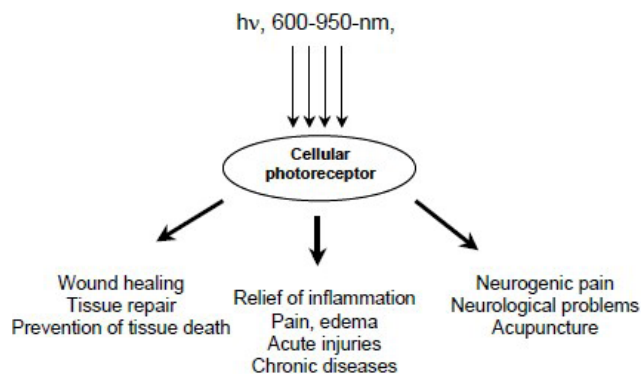 hν, 600-950-nm,
Cellular
photoreceptor
Wound healing
Tissue repair
Prevention of tissue death
Relief of inflammation
Pain, edema
Acute injuries
Chronic diseases
Neurogenic pain
Neurological problems
Acupuncture